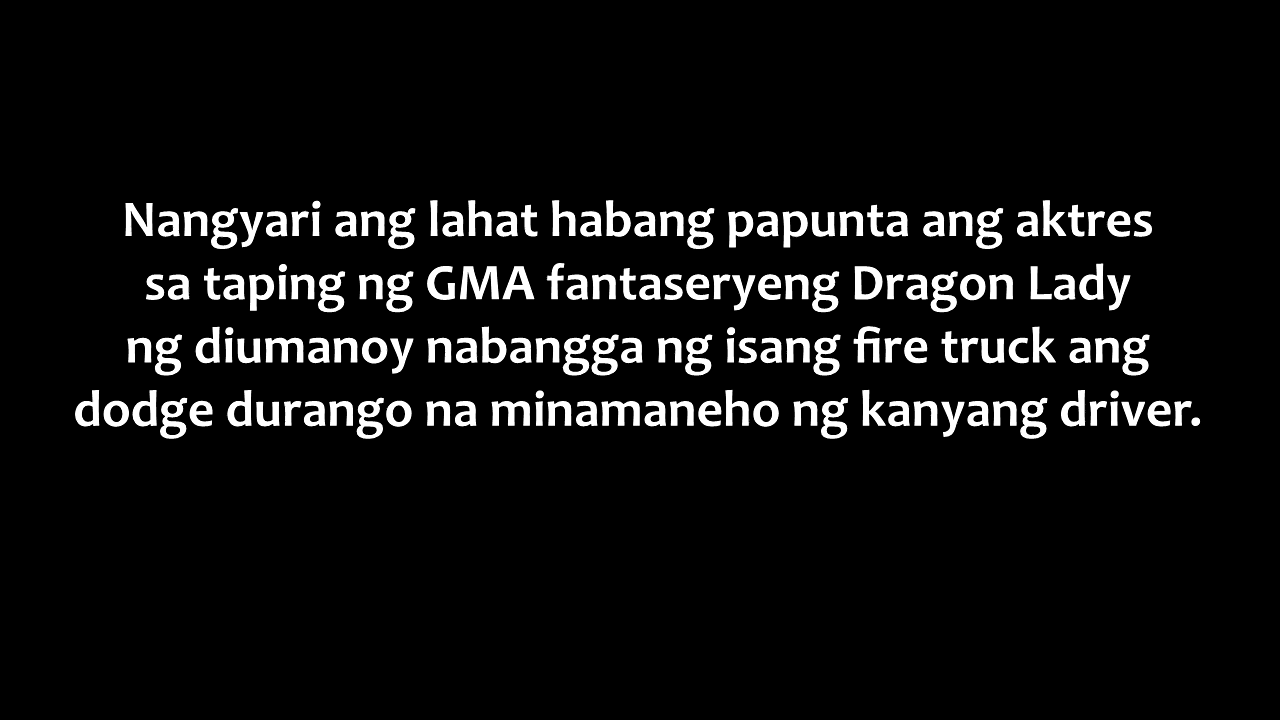 Nangyari ang lahat habang papunta ang aktres
sa taping ng GMA fantaseryeng Dragon Lady
ng diumanoy nabangga ng isang fire truck ang
dodge durango na minamaneho ng kanyang driver.